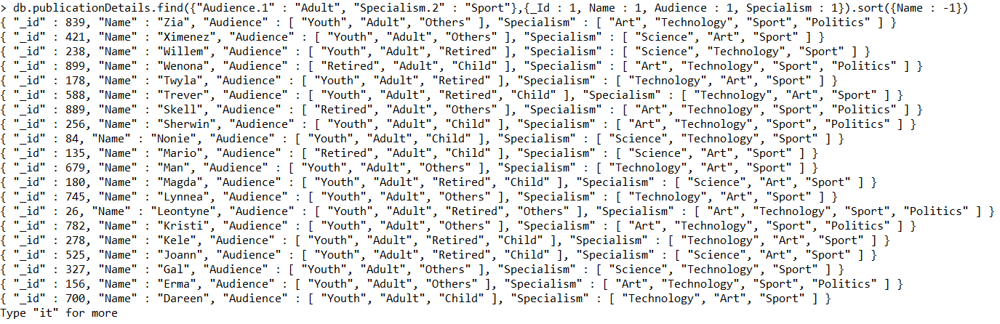 > db.publicationDetails.find({"Audience.1" : "Adult", "Specialism.2" : "Sport"},{_Id : 1, Name : 1, Audience : 1, Specialism : 1}).sort({Name : -1})
{ "_id" : 839, "Name" : "Zia", "Audience" : [ "Youth", "Adult", "Others" ], "Specialism" : [ "Art", "Technology", "Sport", "Politics" ] }
{ "_id" : 421, "Name" : "Ximenez", "Audience" : [ "Youth", "Adult", "Others" ], "Specialism" : [ "Science", "Art", "Sport" ] }
{ "_id" : 238, "Name" : "Willem", "Audience" : [ "Youth", "Adult", "Retired" ], "Specialism" : [ "Science", "Technology", "Sport" ] }
{ "_id" : 899, "Name" : "Wenona", "Audience" : [ "Retired", "Adult", "Child" ], "Specialism" : [ "Art", "Technology", "Sport", "Politics" ] }
{ "_id" : 178, "Name" : "Twyla", "Audience" : [ "Youth", "Adult", "Retired" ], "Specialism" : [ "Technology", "Art", "Sport" ] }
{ "_id" : 588, "Name" : "Trever", "Audience" : [ "Youth", "Adult", "Retired", "Child" ], "Specialism" : [ "Technology", "Art", "Sport" ] }
{ "_id" : 889, "Name" : "Skell", "Audience" : [ "Retired", "Adult", "Others" ], "Specialism" : [ "Art", "Technology", "Sport", "Politics" ] }
{ "_id" : 256, "Name" : "Sherwin", "Audience" : [ "Youth", "Adult", "Child" ], "Specialism" : [ "Art", "Technology", "Sport", "Politics" ] }
{ "_id" : 84, "Name" : "Nonie", "Audience" : [ "Youth", "Adult", "Child" ], "Specialism" : [ "Science", "Technology", "Sport" ] }
{ "_id" : 135, "Name" : "Mario", "Audience" : [ "Retired", "Adult", "Child" ], "Specialism" : [ "Science", "Art", "Sport" ] }
{ "_id" : 679, "Name" : "Man", "Audience" : [ "Youth", "Adult", "Others" ], "Specialism" : [ "Technology", "Art", "Sport" ] }
{ "_id" : 180, "Name" : "Magda", "Audience" : [ "Youth", "Adult", "Retired", "Child" ], "Specialism" : [ "Science", "Art", "Sport" ] }
{ "_id" : 745, "Name" : "Lynnea", "Audience" : [ "Youth", "Adult", "Others" ], "Specialism" : [ "Technology", "Art", "Sport" ] }
{ "_id" : 26, "Name" : "Leontyne", "Audience" : [ "Youth", "Adult", "Retired", "Others" ], "Specialism" : [ "Art", "Technology", "Sport", "Politics" ] }
{ "_id" : 782, "Name" : "Kristi", "Audience" : [ "Youth", "Adult", "Others" ], "Specialism" : [ "Art", "Technology", "Sport", "Politics" ] }
{ "_id" : 278, "Name" : "Kele", "Audience" : [ "Youth", "Adult", "Retired", "Child" ], "Specialism" : [ "Technology", "Art", "Sport" ] }
{ "_id" : 525, "Name" : "Joann", "Audience" : [ "Youth", "Adult", "Retired", "Child" ], "Specialism" : [ "Science", "Art", "Sport" ] }
{ "_id" : 327, "Name" : "Gal", "Audience" : [ "Youth", "Adult", "Others" ], "Specialism" : [ "Science", "Technology", "Sport" ] }
{ "_id" : 156, "Name" : "Erma", "Audience" : [ "Youth", "Adult", "Others" ], "Specialism" : [ "Art", "Technology", "Sport", "Politics" ] }
{ "_id" : 700, "Name" : "Dareen", "Audience" : [ "Youth", "Adult", "Child" ], "Specialism" : [ "Technology", "Art", "Sport" ] }
Type "it" for more